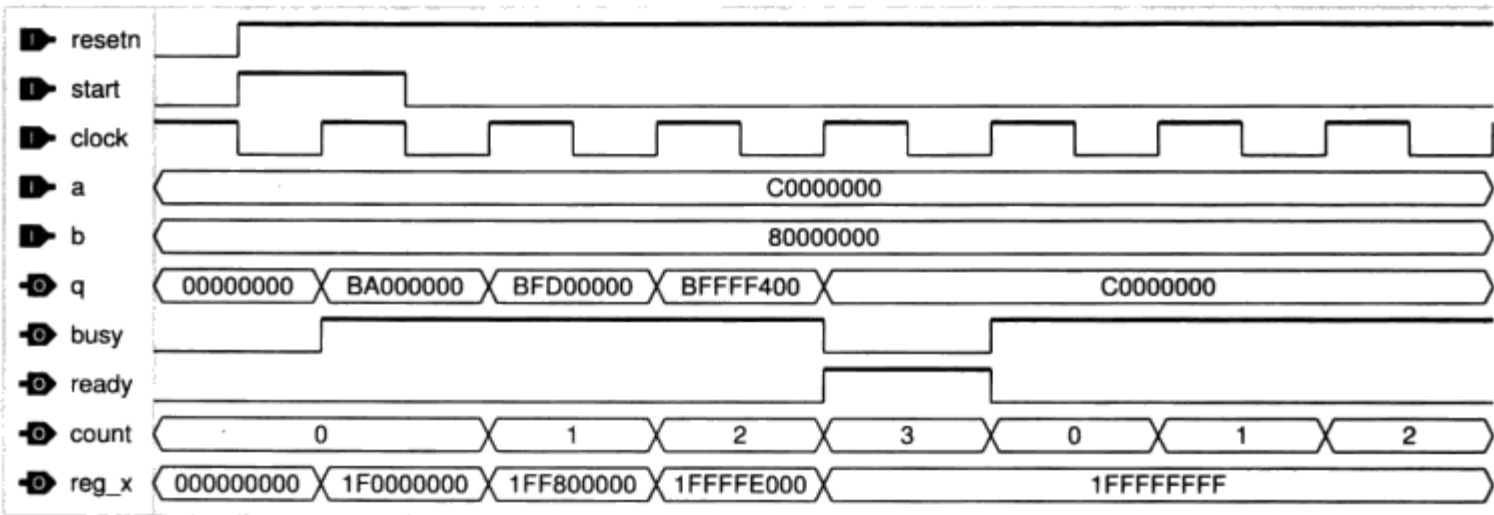 I resetn
I start
I clock
I a C0000000
I b 80000000
O q 00000000 BA000000 BFD00000 BFFFF400 C0000000
O busy
O ready
O count 0 1 2 3 0 1 2
O reg_x 000000000 1F0000000 1FF800000 1FFFFE000 1FFFFFFFF